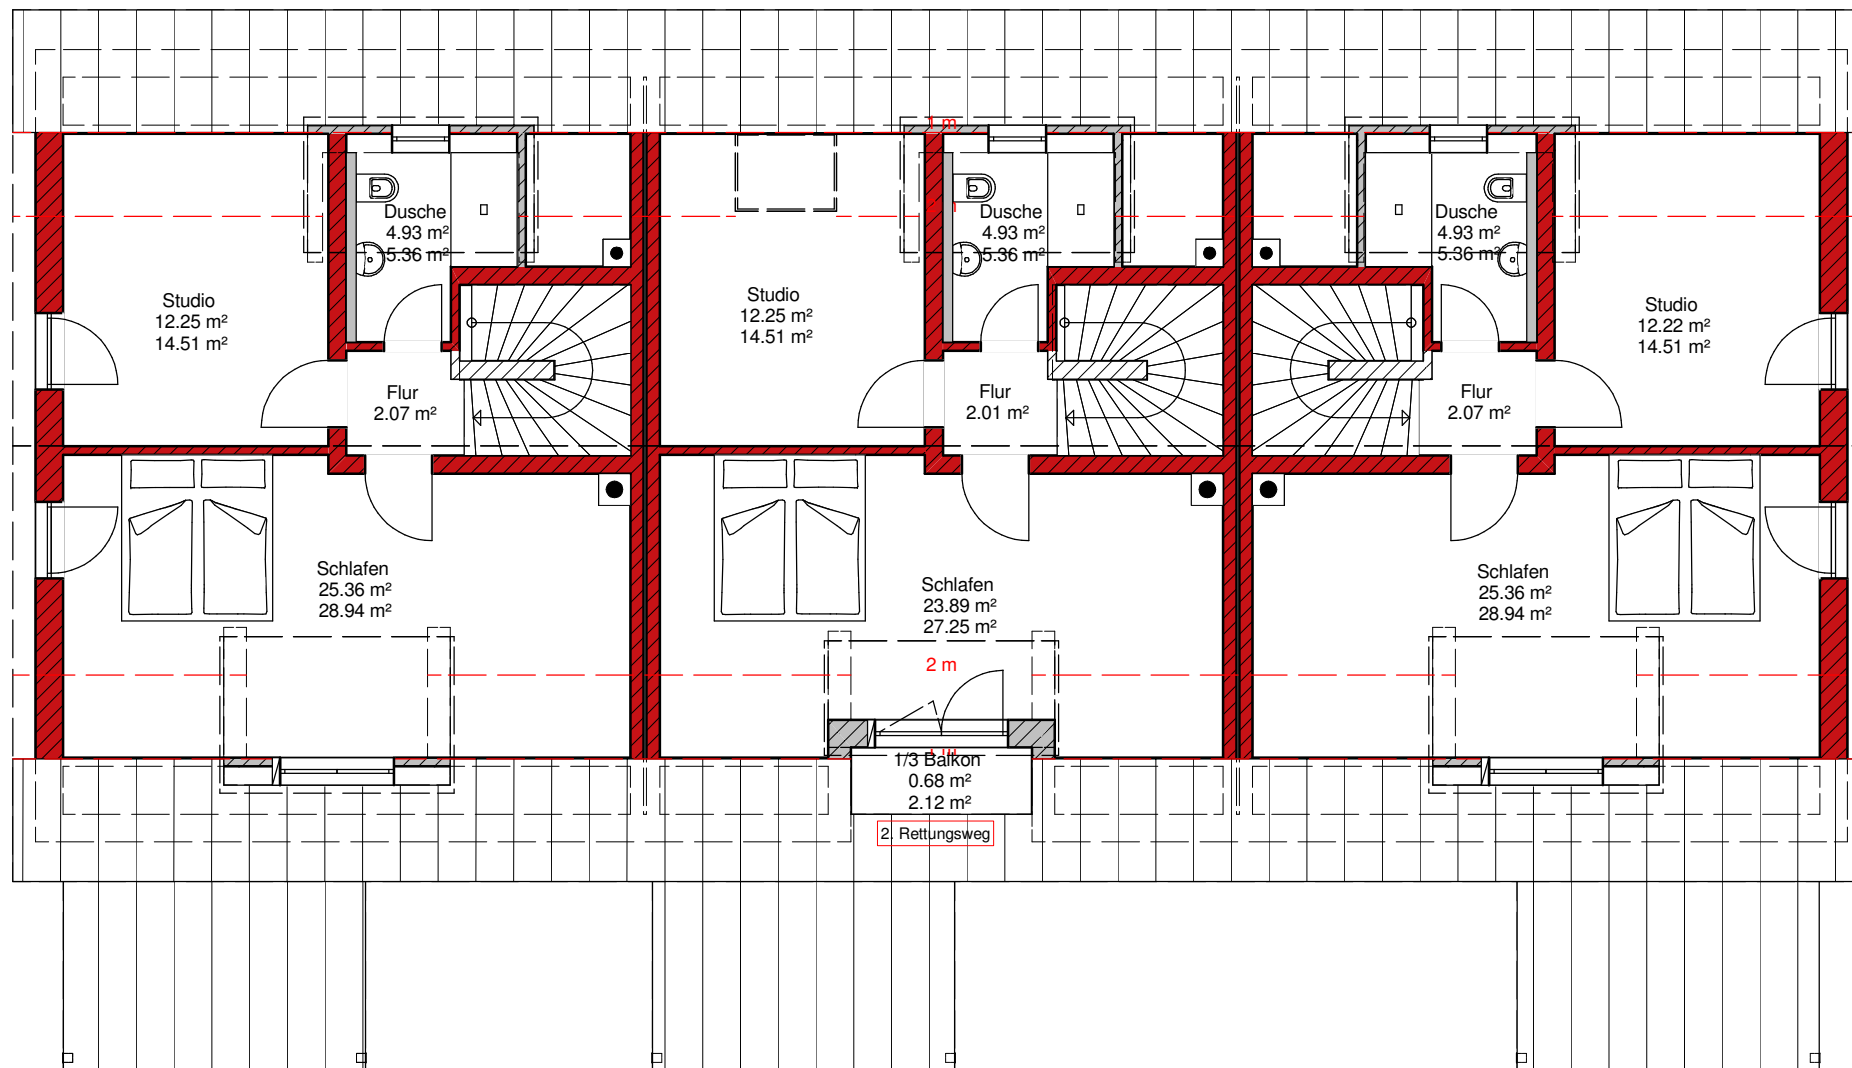 1 m
Dusche
4.93 m²
5.36 m²
Dusche
4.93 m²
5.36 m²
Dusche
4.93 m²
5.36 m²
Studio
12.25 m²
14.51 m²
Studio
12.25 m²
14.51 m²
Studio
12.22 m²
14.51 m²
Flur
2.07 m²
Flur
2.01 m²
Flur
2.07 m²
Schlafen
25.36 m²
28.94 m²
Schlafen
23.89 m²
27.25 m²
Schlafen
25.36 m²
28.94 m²
2 m
1/3 Balkon
0.68 m²
2.12 m²
2. Rettungsweg